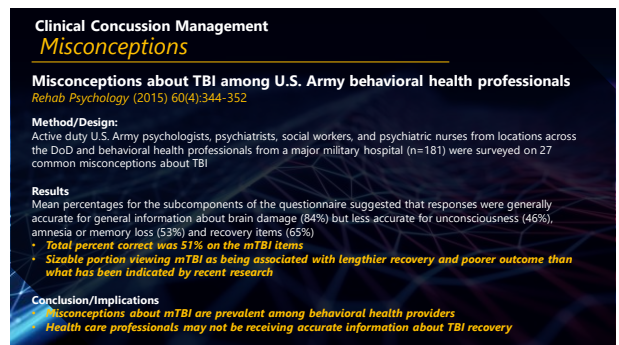 Clinical Concussion Management
Misconceptions
Misconceptions about TBI among U.S. Army behavioral health professionals
Rehab Psychology (2015) 60(4):344-352
Method/Design:
Active duty U.S. Army psychologists, psychiatrists, social workers, and psychiatric nurses from locations across
the DoD and behavioral health professionals from a major military hospital (n=181) were surveyed on 27
common misconceptions about TBI
Results
Mean percentages for the subcomponents of the questionnaire suggested that responses were generally
accurate for general information about brain damage (84%) but less accurate for unconsciousness (46%),
amnesia or memory loss (53%) and recovery items (65%)
• Total percent correct was 51% on the mTBI items
• Sizable portion viewing mTBI as being associated with lengthier recovery and poorer outcome than
what has been indicated by recent research
Conclusion/Implications
• Misconceptions about mTBI are prevalent among behavioral health providers
• Health care professionals may not be receiving accurate information about TBI recovery